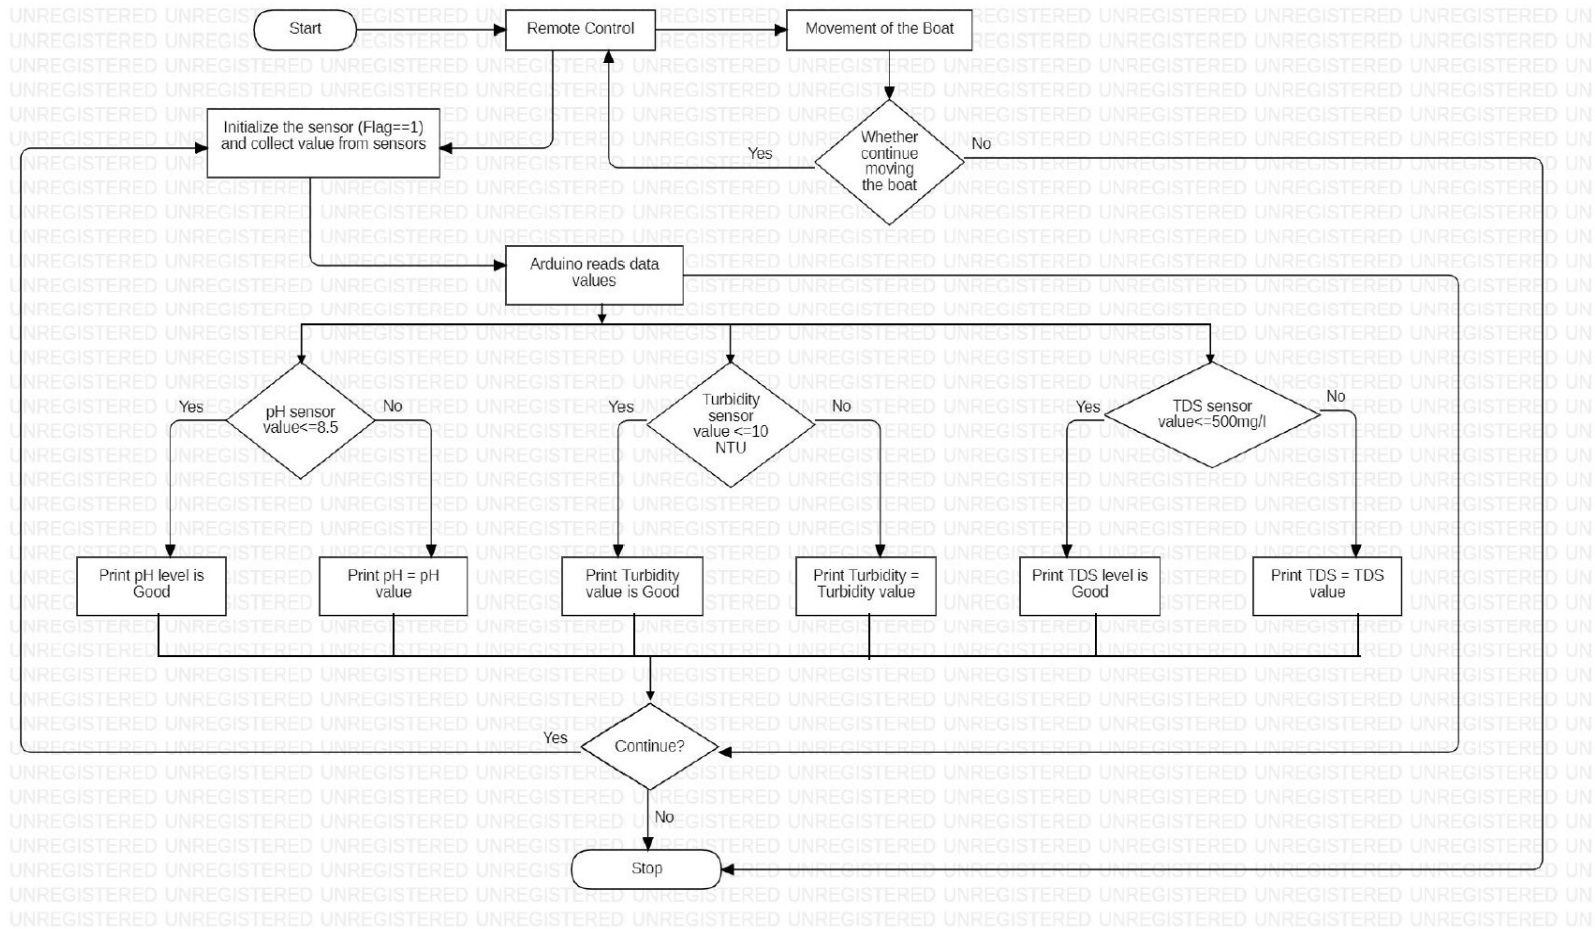 Start
Remote Control
Movement of the Boat
Initialize the sensor (Flag==1)
and collect value from sensors
Whether
continue
moving
the boat
Yes
No
Arduino reads data
values
Yes
pH sensor
value<=8.5
No
Yes
Turbidity
sensor
value <=10
NTU
No
Yes
TDS sensor
value<=500mg/l
No
Print pH level is
Good
Print pH = pH
value
Print Turbidity
value is Good
Print Turbidity =
Turbidity value
Print TDS level is
Good
Print TDS = TDS
value
Yes
Continue?
No
Stop
UNREGISTERED